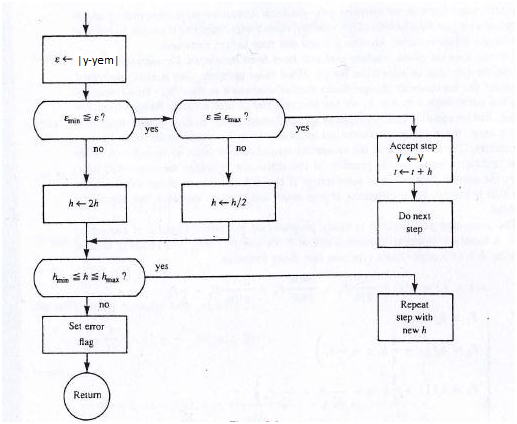 ε ← |y-yem|
ε_min ≦ ε ?
yes
ε ≦ ε_max ?
yes
no
no
Accept step
y ← y
t ← t + h
h ← 2h
h ← h/2
Do next
step
h_min ≦ h ≦ h_max ?
yes
no
Set error
flag
Repeat
step with
new h
Return